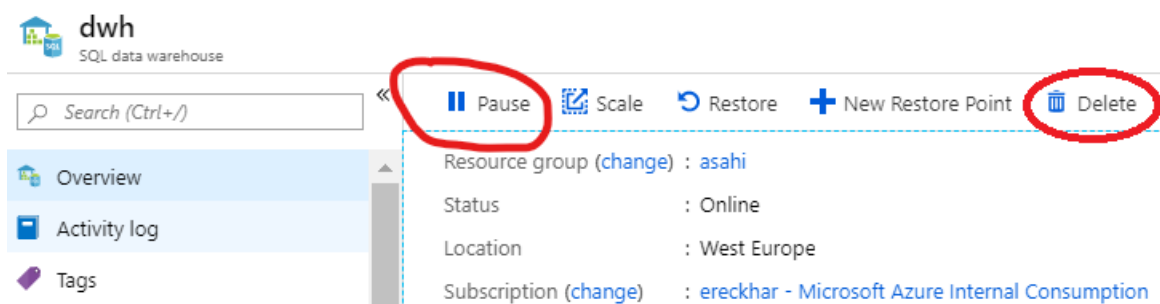 dwh
SQL data warehouse
Search (Ctrl+/)
«
Overview
Activity log
Tags
Pause Scale Restore New Restore Point Delete
Resource group (change) : asahi
Status : Online
Location : West Europe
Subscription (change) : ereckhar - Microsoft Azure Internal Consumption